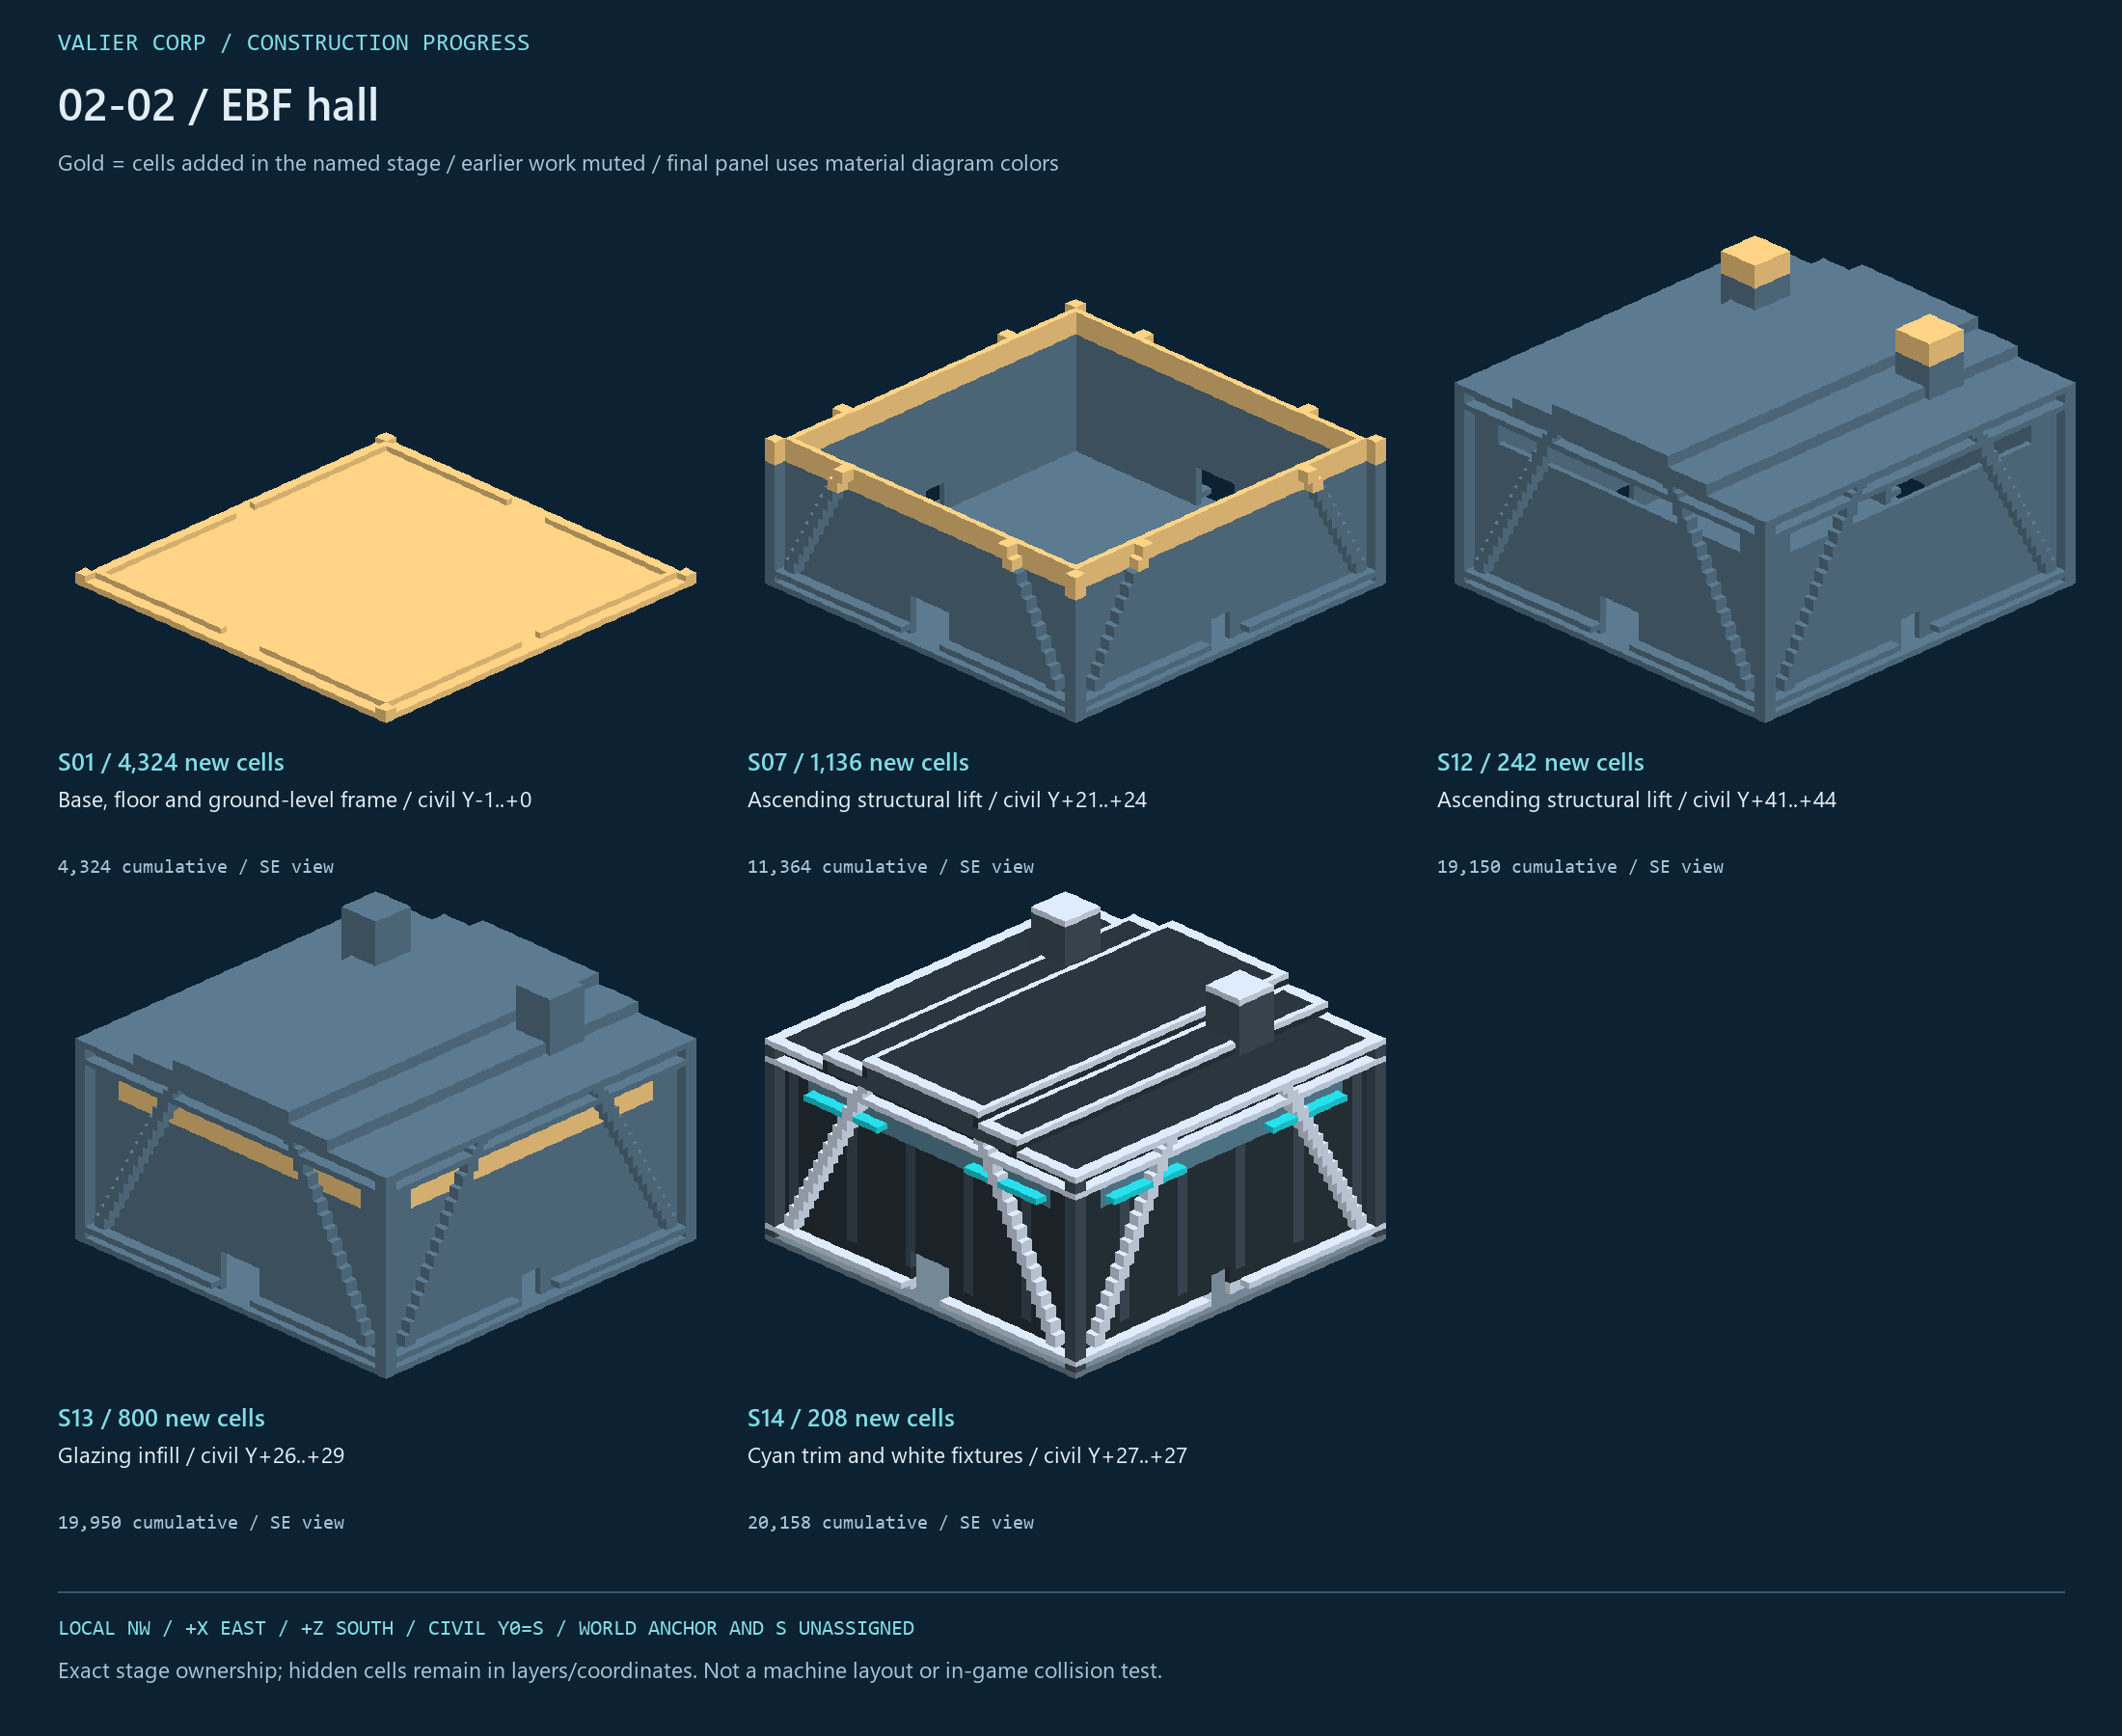 VALIER CORP / CONSTRUCTION PROGRESS
02-02 / EBF hall
Gold = cells added in the named stage / earlier work muted / final panel uses material diagram colors
S01 / 4,324 new cells
Base, floor and ground-level frame / civil Y-1..+0
4,324 cumulative / SE view
S07 / 1,136 new cells
Ascending structural lift / civil Y+21..+24
11,364 cumulative / SE view
S12 / 242 new cells
Ascending structural lift / civil Y+41..+44
19,150 cumulative / SE view
S13 / 800 new cells
Glazing infill / civil Y+26..+29
19,950 cumulative / SE view
S14 / 208 new cells
Cyan trim and white fixtures / civil Y+27..+27
20,158 cumulative / SE view
LOCAL NW / +X EAST / +Z SOUTH / CIVIL Y0=S / WORLD ANCHOR AND S UNASSIGNED
Exact stage ownership; hidden cells remain in layers/coordinates. Not a machine layout or in-game collision test.